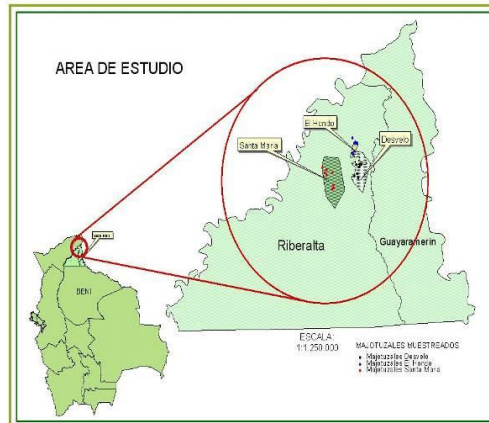 AREA DE ESTUDIO
El Hondo
Santa Maria
Desvelo
Riberalta
Guayaramerin
BENI
ESCALA:
1:1.250.000
MAJOTUZALES MUESTREADOS
Majotuzales Desvelo
Majotuzales El Hondo
Majotuzales Santa Maria